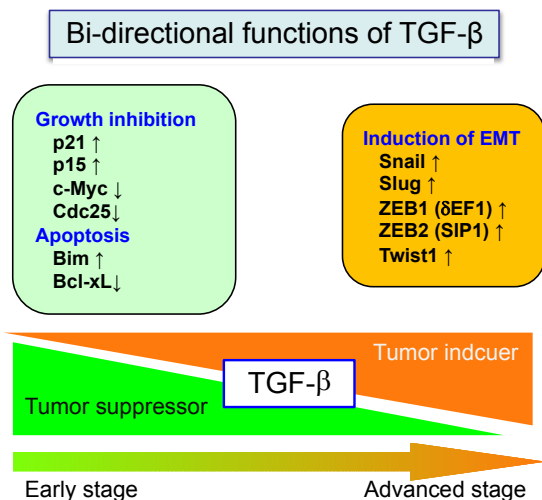 Bi-directional functions of TGF-β
Growth inhibition
p21 ↑
p15 ↑
c-Myc ↓
Cdc25↓
Apoptosis
Bim ↑
Bcl-xL↓
Induction of EMT
Snail ↑
Slug ↑
ZEB1 (δEF1) ↑
ZEB2 (SIP1) ↑
Twist1 ↑
Tumor indcuer
TGF-β
Tumor suppressor
Early stage
Advanced stage